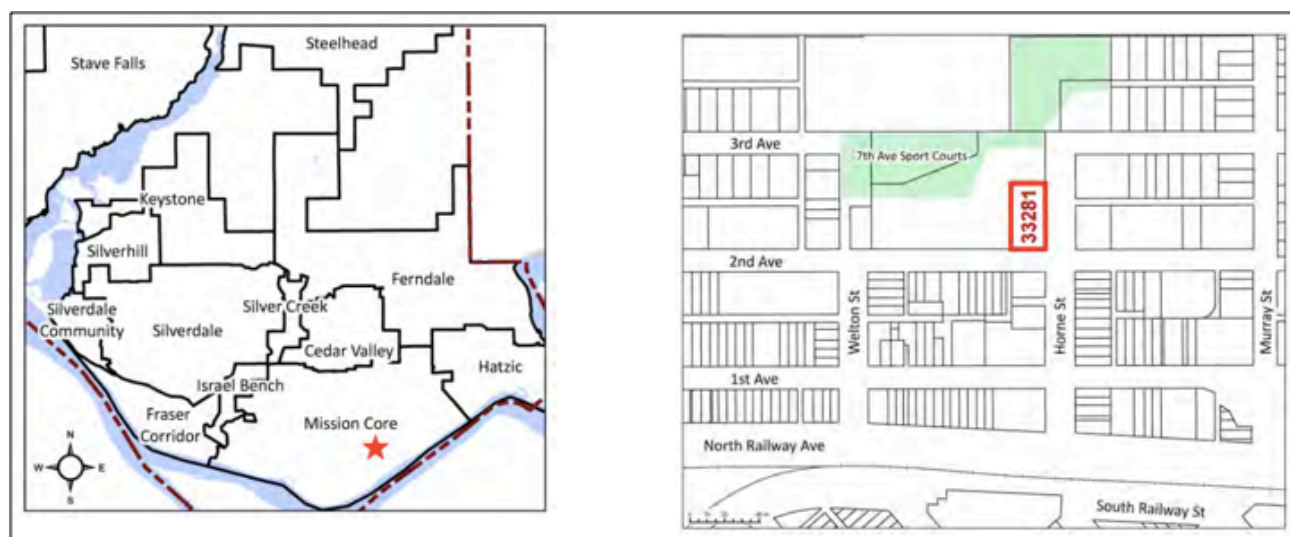 Steelhead
Stave Falls
Keystone
Silverhill
Ferndale
Silver Creek
Silverdale
Community
Silverdale
Cedar Valley
Hatzic
Israel Bench
Fraser
Corridor
Mission Core
N
W E
S
3rd Ave
7th Ave Sport Courts
33281
2nd Ave
Welton St
Horne St
Murray St
1st Ave
North Railway Ave
South Railway St